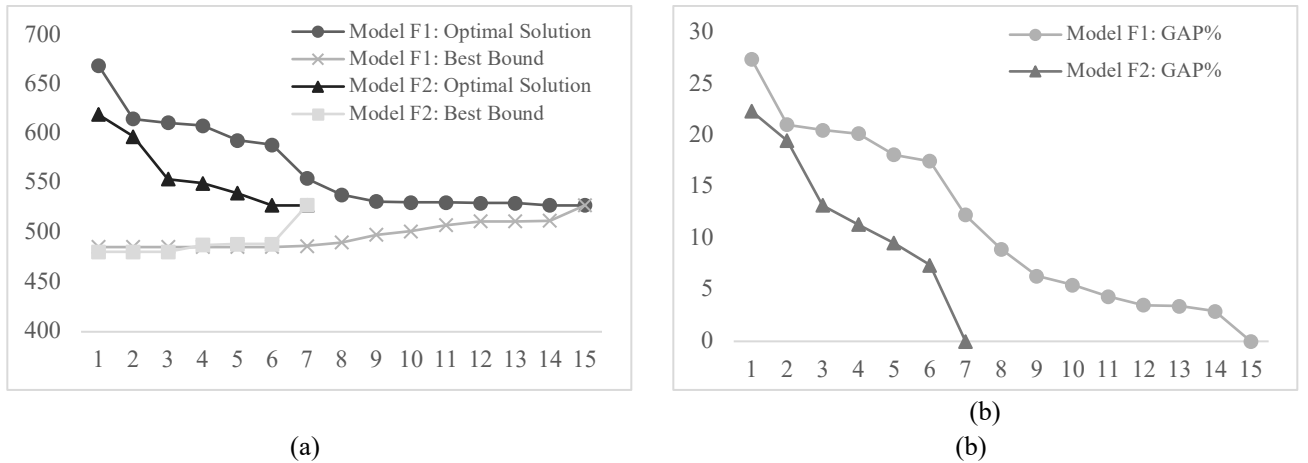 700
650
600
550
500
450
400
1 2 3 4 5 6 7 8 9 10 11 12 13 14 15
Model F1: Optimal Solution
Model F1: Best Bound
Model F2: Optimal Solution
Model F2: Best Bound
(a)
30
25
20
15
10
5
0
1 2 3 4 5 6 7 8 9 10 11 12 13 14 15
Model F1: GAP%
Model F2: GAP%
(b)
(b)